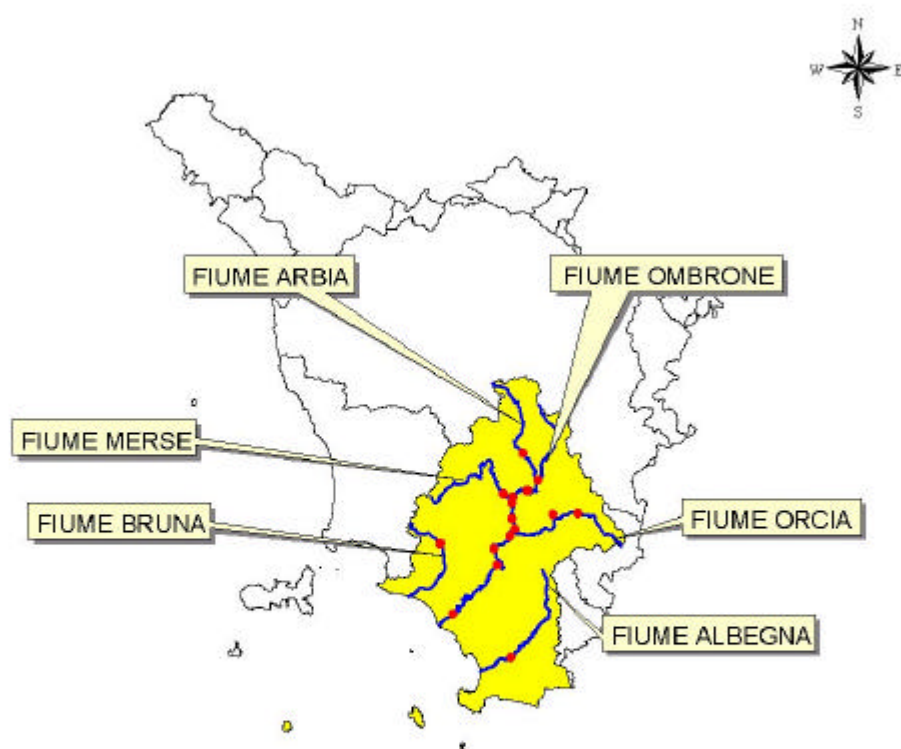 N
W E
S
FIUME ARBIA
FIUME OMBRONE
FIUME MERSE
FIUME BRUNA
FIUME ORCIA
FIUME ALBEGNA